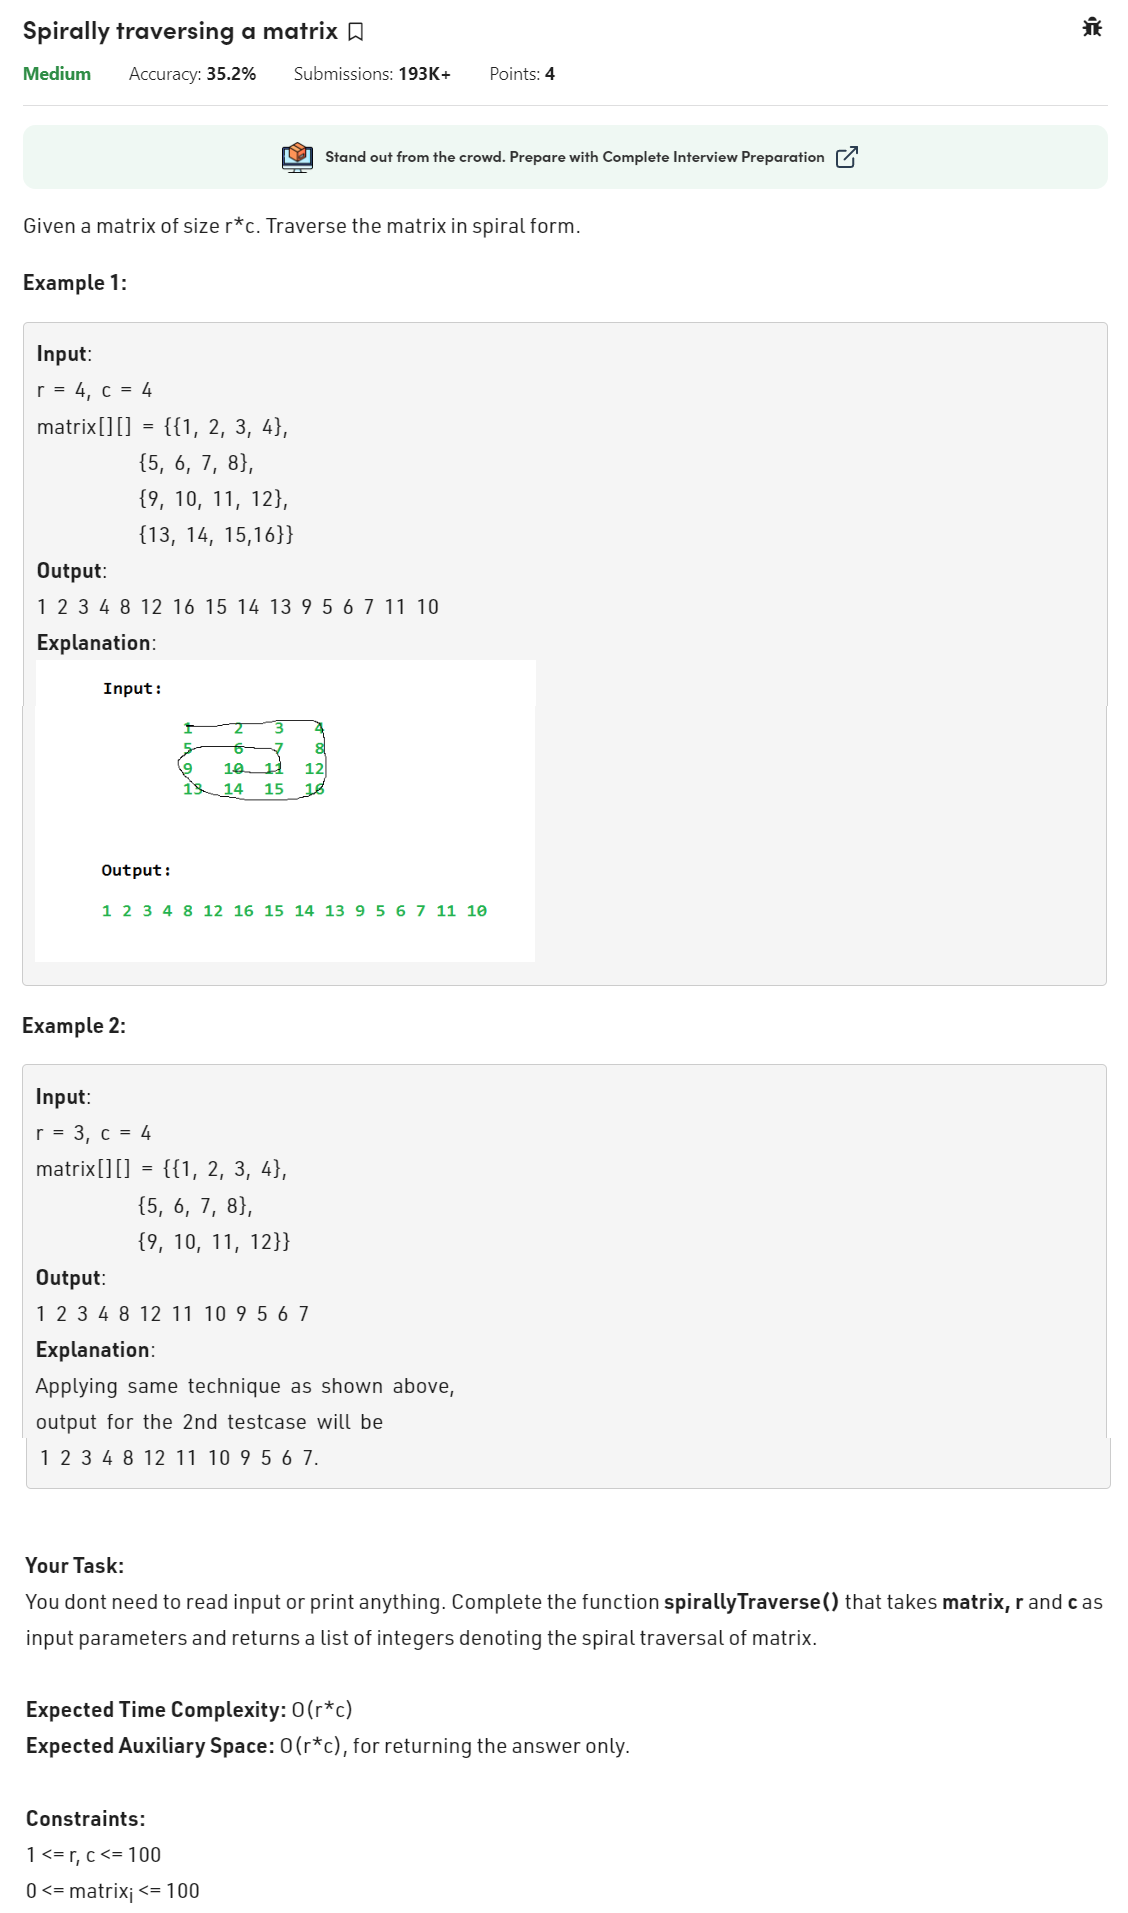 Spirally traversing a matrix
Medium Accuracy: 35.2% Submissions: 193K+ Points: 4
Stand out from the crowd. Prepare with Complete Interview Preparation
Given a matrix of size r*c. Traverse the matrix in spiral form.
Example 1:
Input:
r = 4, c = 4
matrix[][] = {{1, 2, 3, 4},
{5, 6, 7, 8},
{9, 10, 11, 12},
{13, 14, 15,16}}
Output:
1 2 3 4 8 12 16 15 14 13 9 5 6 7 11 10
Explanation:
Input:
1 2 3 4
5 6 7 8
9 10 11 12
13 14 15 16
Output:
1 2 3 4 8 12 16 15 14 13 9 5 6 7 11 10
Example 2:
Input:
r = 3, c = 4
matrix[][] = {{1, 2, 3, 4},
{5, 6, 7, 8},
{9, 10, 11, 12}}
Output:
1 2 3 4 8 12 11 10 9 5 6 7
Explanation:
Applying same technique as shown above,
output for the 2nd testcase will be
1 2 3 4 8 12 11 10 9 5 6 7.
Your Task:
You dont need to read input or print anything. Complete the function spirallyTraverse() that takes matrix, r and c as
input parameters and returns a list of integers denoting the spiral traversal of matrix.
Expected Time Complexity: O(r*c)
Expected Auxiliary Space: O(r*c), for returning the answer only.
Constraints:
1 <= r, c <= 100
0 <= matrixi <= 100